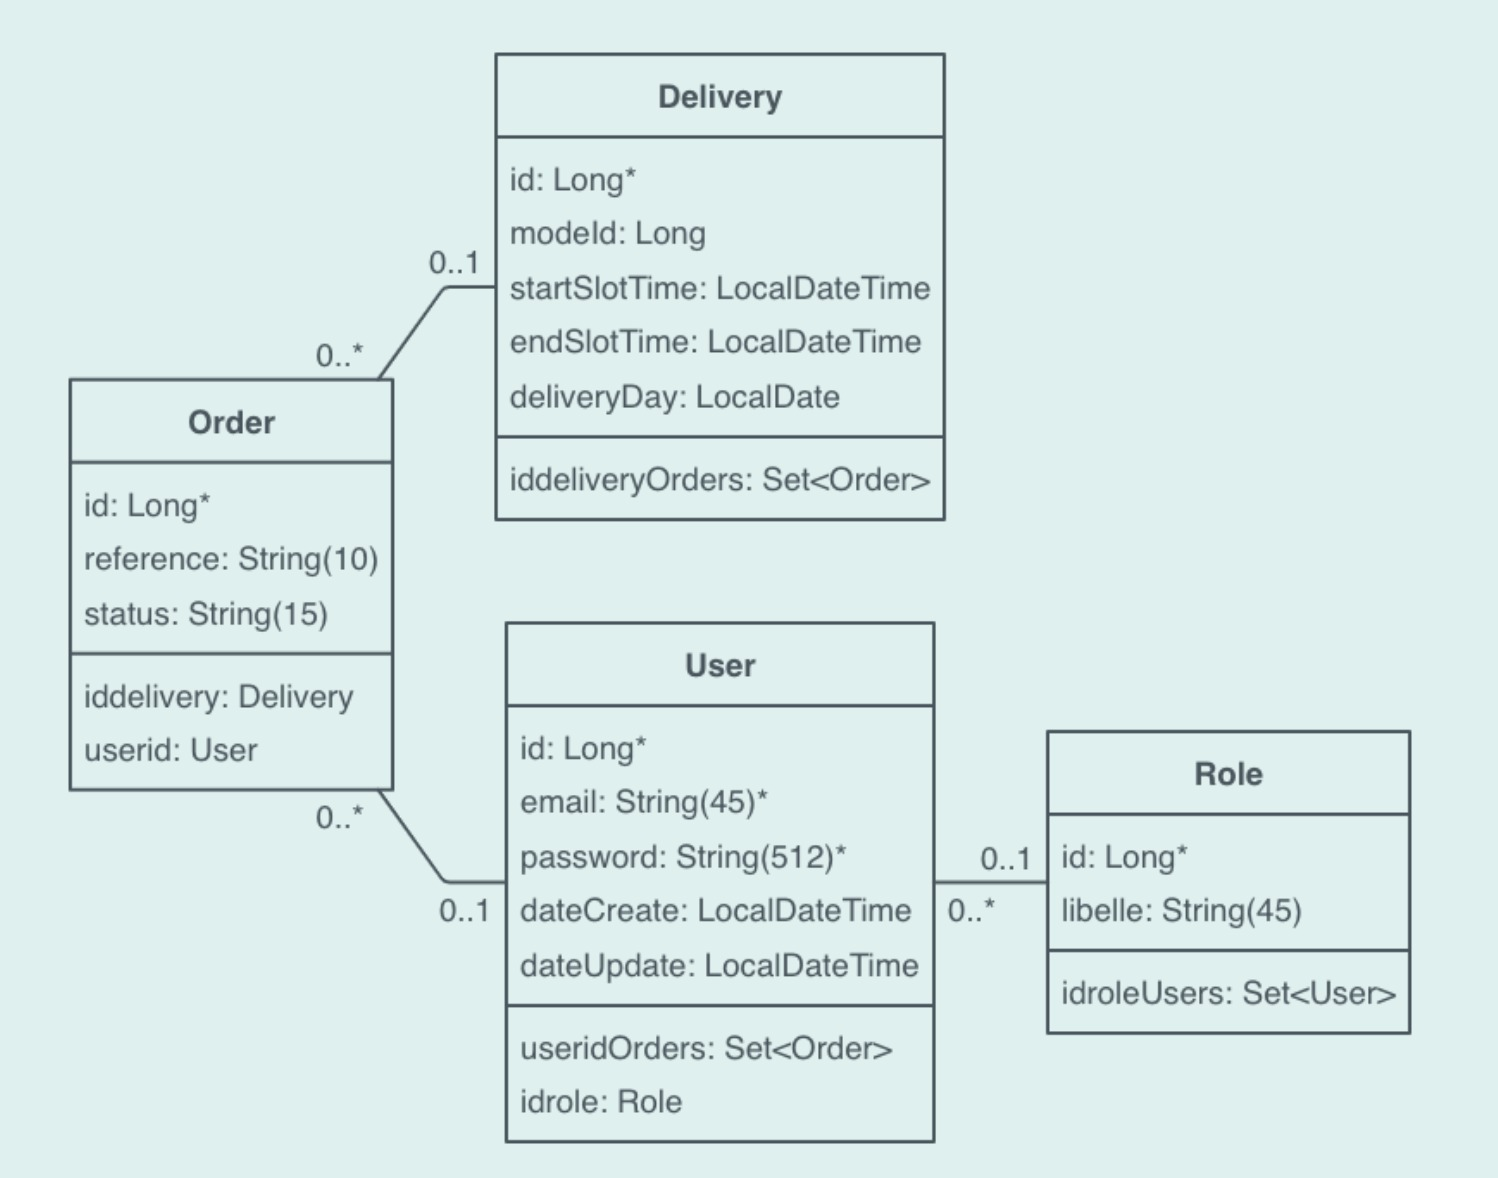 Delivery
id: Long*
modeId: Long
startSlotTime: LocalDateTime
endSlotTime: LocalDateTime
deliveryDay: LocalDate
iddeliveryOrders: Set<Order>
0..1
0..*
Order
id: Long*
reference: String(10)
status: String(15)
iddelivery: Delivery
userid: User
0..*
0..1
User
id: Long*
email: String(45)*
password: String(512)*
dateCreate: LocalDateTime
dateUpdate: LocalDateTime
useridOrders: Set<Order>
idrole: Role
0..1
0..*
Role
id: Long*
libelle: String(45)
idroleUsers: Set<User>